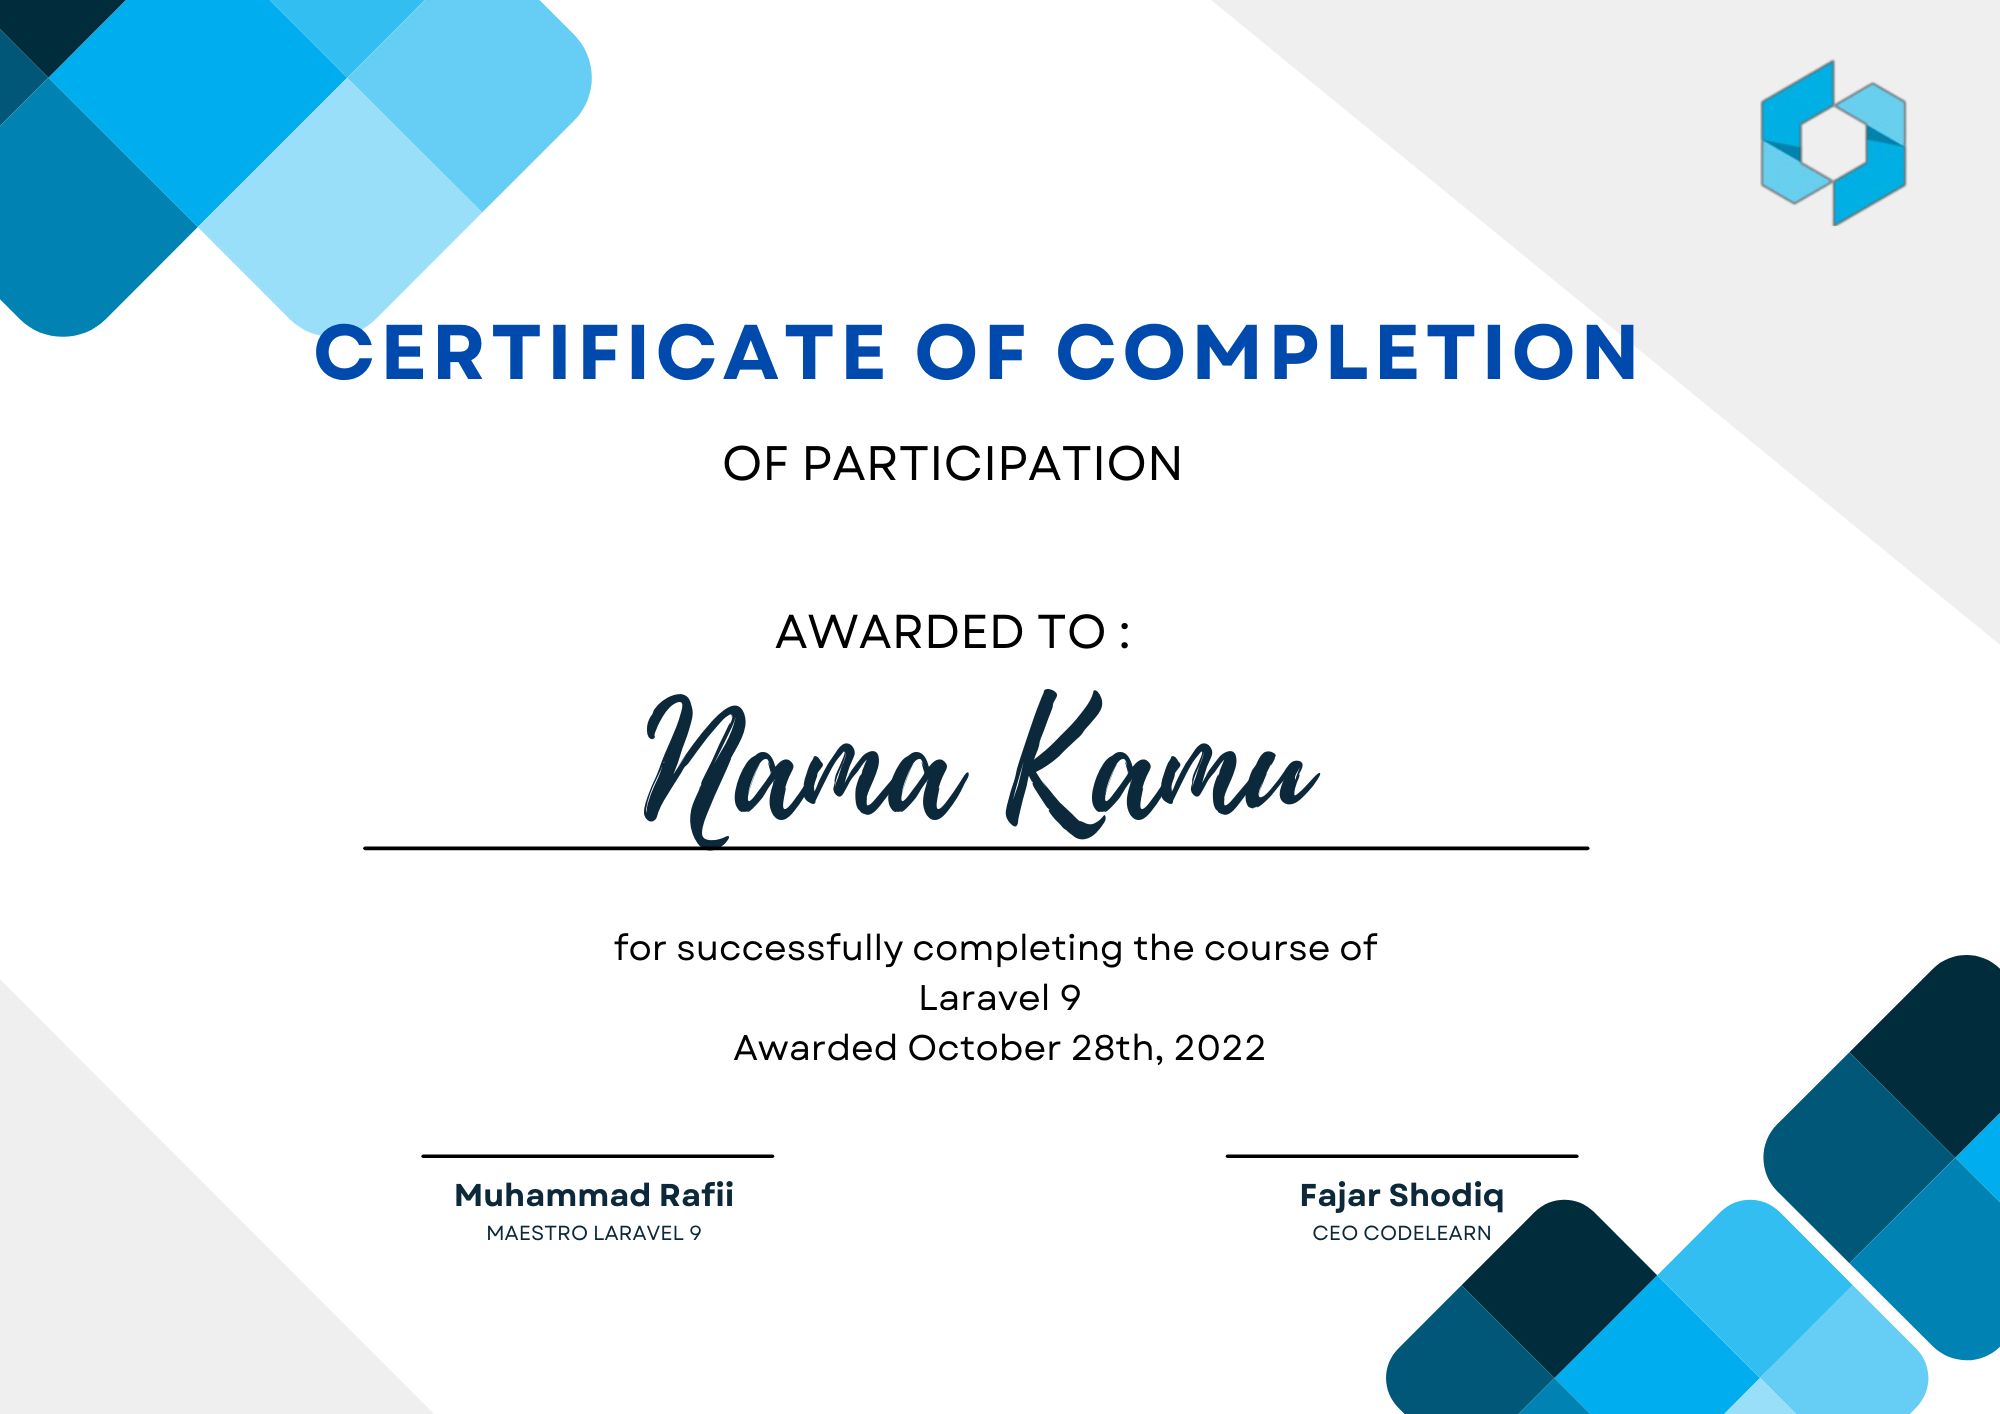 CERTIFICATE OF COMPLETION
OF PARTICIPATION
AWARDED TO :
Nama Kamu
for successfully completing the course of
Laravel 9
Awarded October 28th, 2022
Muhammad Rafii
MAESTRO LARAVEL 9
Fajar Shodiq
CEO CODELEARN